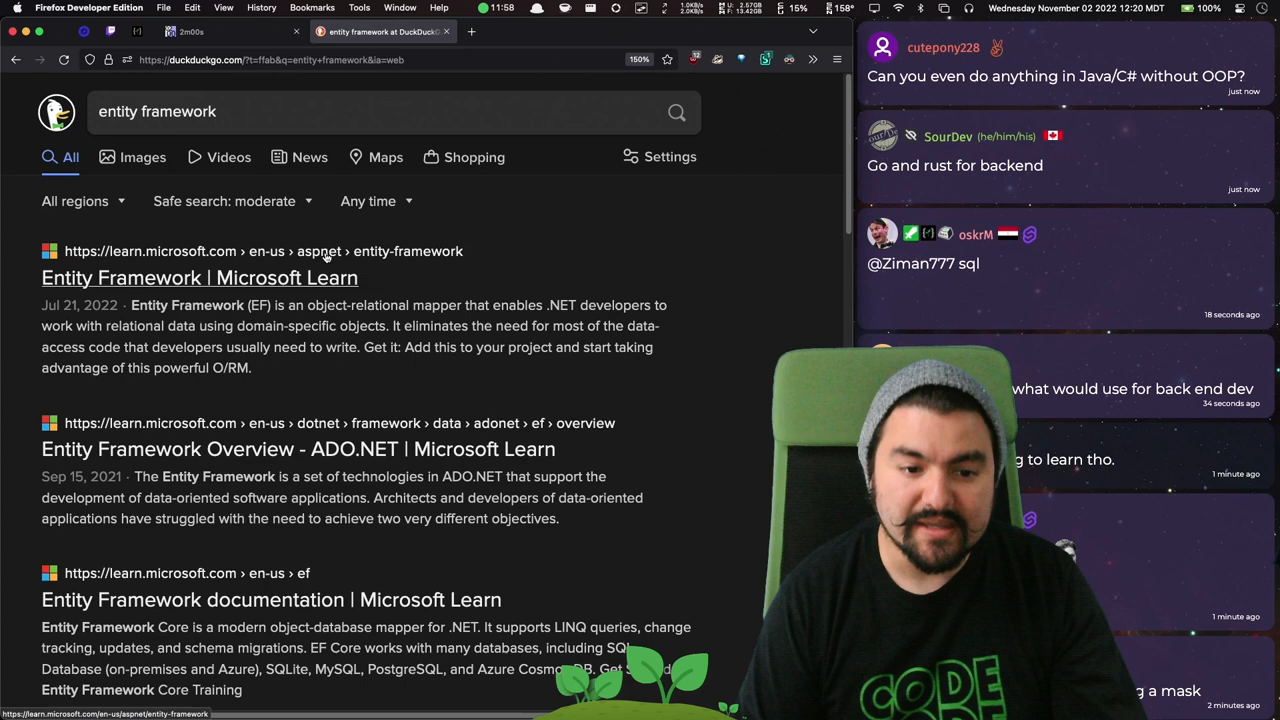 Firefox Developer Edition File Edit View History Bookmarks Tools Window Help
11:58
1.0KB/s
2.0KB/s
U: 2.57GB
F: 13.42GB
15%
158°
Wednesday November 02 2022 12:20 MDT
100%
2m00s
entity framework at DuckDuckG
https://duckduckgo.com/?t=ffab&q=entity+framework&ia=web
150%
12
entity framework
All
Images
Videos
News
Maps
Shopping
Settings
All regions
Safe search: moderate
Any time
https://learn.microsoft.com › en-us › aspnet › entity-framework
Entity Framework | Microsoft Learn
Jul 21, 2022 · Entity Framework (EF) is an object-relational mapper that enables .NET developers to
work with relational data using domain-specific objects. It eliminates the need for most of the data-
access code that developers usually need to write. Get it: Add this to your project and start taking
advantage of this powerful O/RM.
https://learn.microsoft.com › en-us › dotnet › framework › data › adonet › ef › overview
Entity Framework Overview - ADO.NET | Microsoft Learn
Sep 15, 2021 · The Entity Framework is a set of technologies in ADO.NET that support the
development of data-oriented software applications. Architects and developers of data-oriented
applications have struggled with the need to achieve two very different objectives.
https://learn.microsoft.com › en-us › ef
Entity Framework documentation | Microsoft Learn
Entity Framework Core is a modern object-database mapper for .NET. It supports LINQ queries, change
tracking, updates, and schema migrations. EF Core works with many databases, including SQL
Database (on-premises and Azure), SQLite, MySQL, PostgreSQL, and Azure Cosmos DB. Get S
Entity Framework Core Training
https://learn.microsoft.com/en-us/aspnet/entity-framework
cutepony228
Can you even do anything in Java/C# without OOP?
just now
SourDev (he/him/his)
Go and rust for backend
just now
oskrM
@Ziman777 sql
18 seconds ago
what would use for back end dev
34 seconds ago
g to learn tho.
1 minute ago
1 minute ago
g a mask
2 minutes ago
CODE